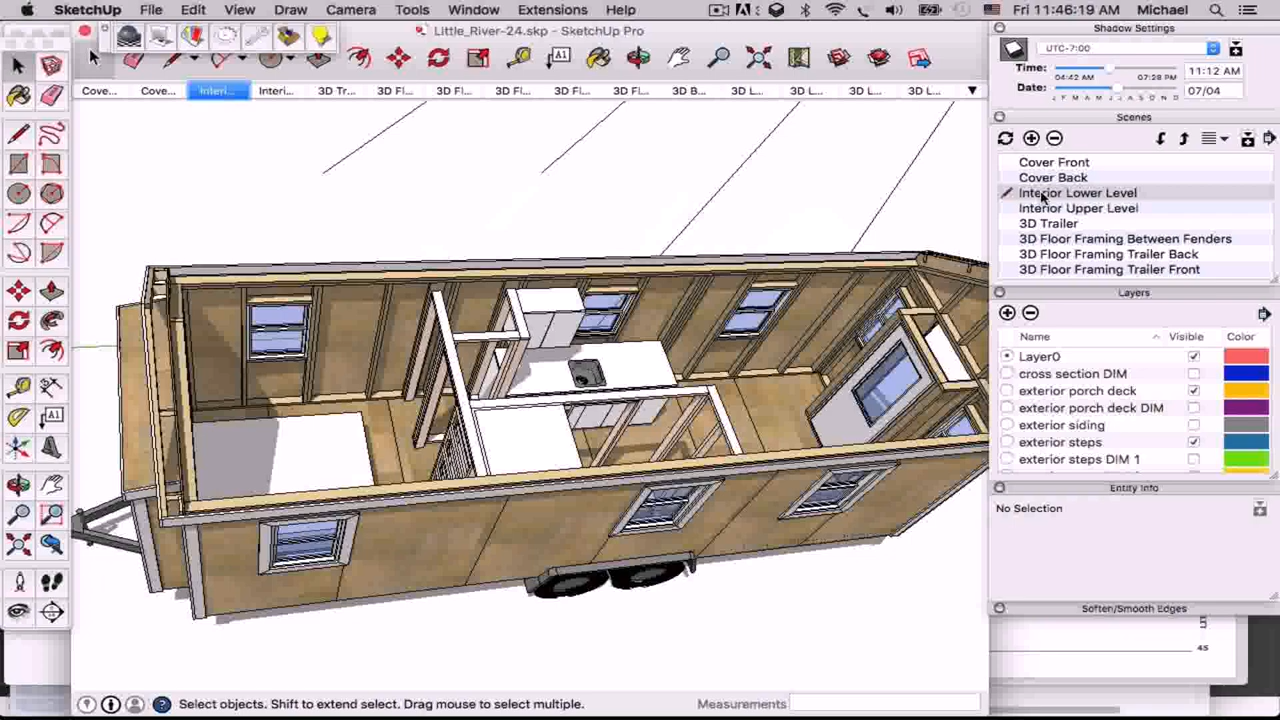 SketchUp File Edit View Draw Camera Tools Window Extensions Help Fri 11:46:19 AM Michael
Little_River-24.skp - SketchUp Pro
A1
Cove... Cove... Interi... Interi... 3D Tr... 3D Fl... 3D Fl... 3D Fl... 3D Fl... 3D Fl... 3D B... 3D L... 3D L... 3D L... 3D L...
Shadow Settings
UTC-7:00
Time: 04:42 AM 07:28 PM 11:12 AM
Date: J F M A M J J A S O N D 07/04
Scenes
Cover Front
Cover Back
Interior Lower Level
Interior Upper Level
3D Trailer
3D Floor Framing Between Fenders
3D Floor Framing Trailer Back
3D Floor Framing Trailer Front
Layers
Name Visible Color
Layer0
cross section DIM
exterior porch deck
exterior porch deck DIM
exterior siding
exterior steps
exterior steps DIM 1
Entity Info
No Selection
Soften/Smooth Edges
45
A1
Select objects. Shift to extend select. Drag mouse to select multiple. Measurements